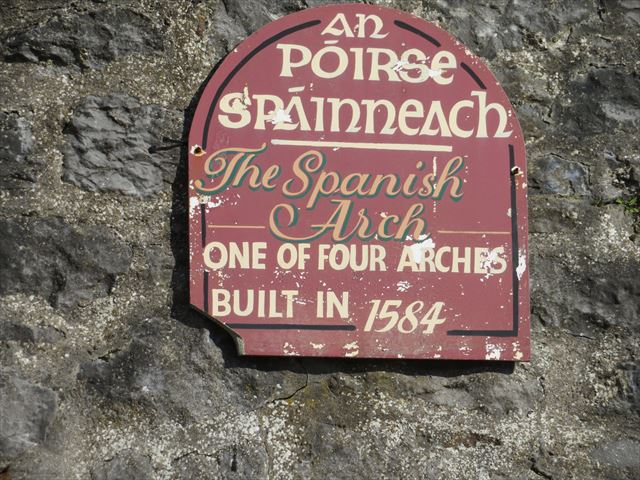 An
Póirse
Spáinneach
The Spanish
Arch
ONE OF FOUR ARCHES
BUILT IN 1584